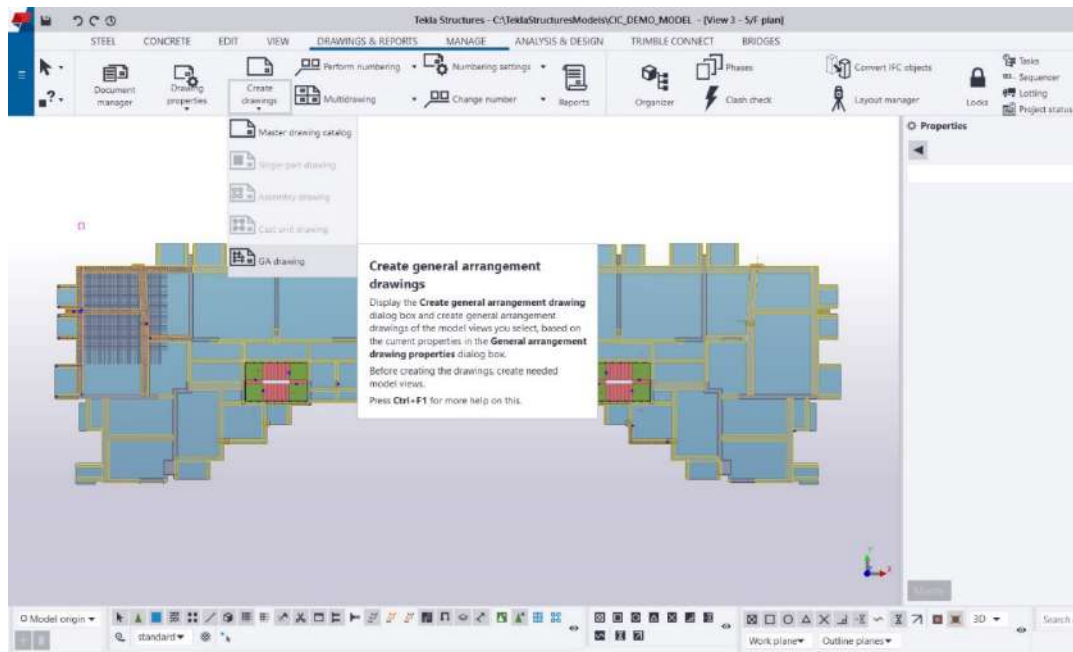 Tekla Structures - C:\TeklaStructuresModels\CIC_DEMO_MODEL - [View 3 - 5/F plan]
STEEL CONCRETE EDIT VIEW DRAWINGS & REPORTS MANAGE ANALYSIS & DESIGN TRIMBLE CONNECT BRIDGES
Document manager
Drawing properties
Create drawings
Perform numbering
Multidrawing
Numbering settings
Change number
Reports
Organizer
Phases
Clash check
Convert IFC objects
Layout manager
Locks
Tasks
Sequencer
Lotting
Project status
Master drawing catalog
Single-part drawing
Assembly drawing
Cast unit drawing
GA drawing
Create general arrangement
drawings
Display the Create general arrangement drawing
dialog box and create general arrangement
drawings of the model views you select, based on
the current properties in the General arrangement
drawing properties dialog box.
Before creating the drawings, create needed
model views.
Press Ctrl+F1 for more help on this.
Properties
Modify
Model origin
standard
3D
Search
Work plane
Outline planes